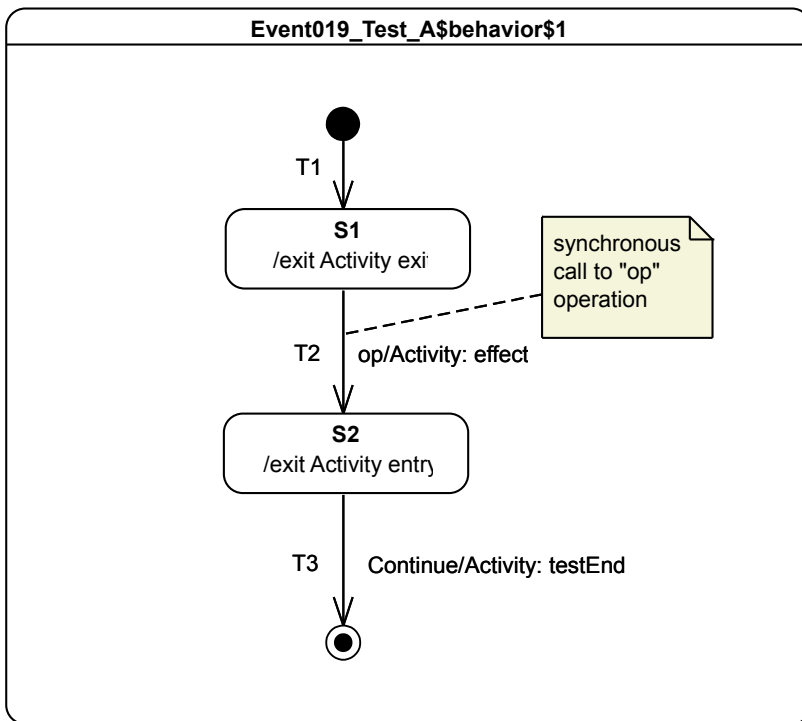 Event019_Test_A$behavior$1
T1
S1
/exit Activity exi
synchronous
call to "op"
operation
T2
op/Activity: effect
S2
/exit Activity entry
T3
Continue/Activity: testEnd